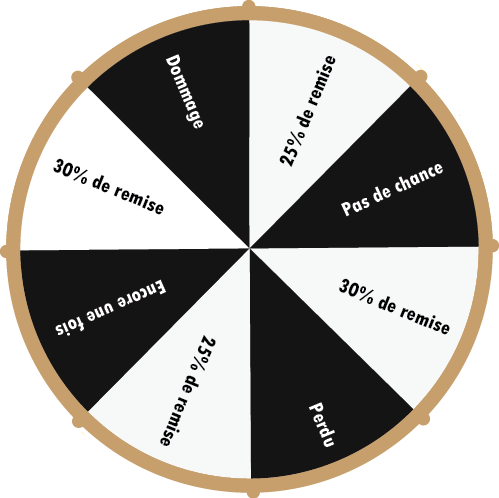 25% de remise
Pas de chance
30% de remise
Perdu
25% de remise
Encore une fois
30% de remise
Dommage